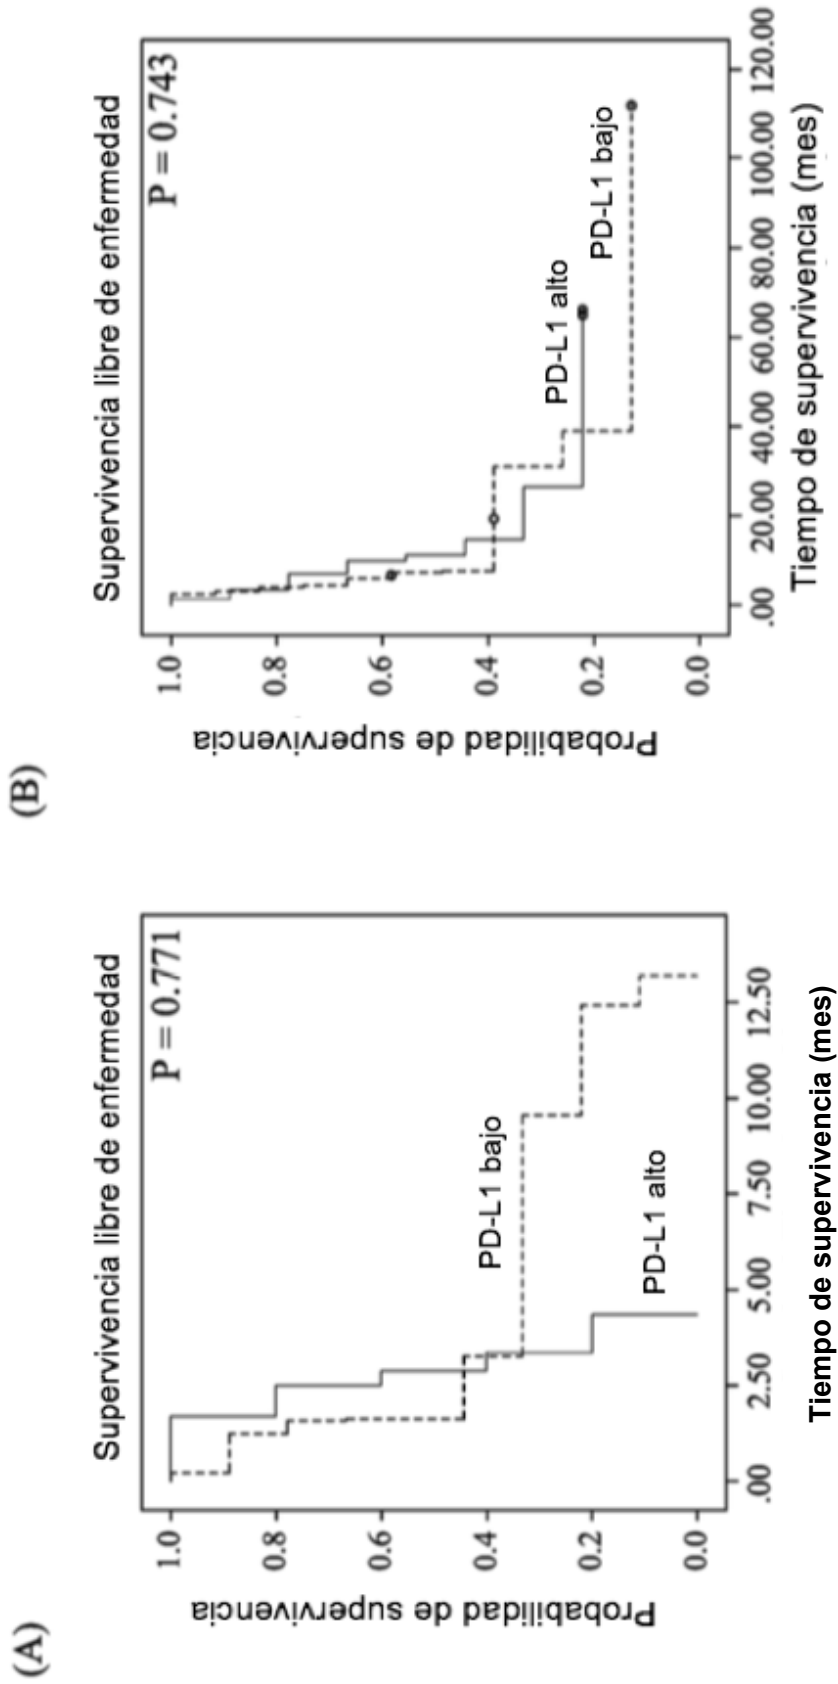 (A)
Supervivencia libre de enfermedad
P = 0.771
Probabilidad de supervivencia
1.0
0.8
0.6
0.4
0.2
0.0
PD-L1 bajo
PD-L1 alto
.00 2.50 5.00 7.50 10.00 12.50
Tiempo de supervivencia (mes)
(B)
Supervivencia libre de enfermedad
P = 0.743
Probabilidad de supervivencia
1.0
0.8
0.6
0.4
0.2
0.0
PD-L1 alto
PD-L1 bajo
.00 20.00 40.00 60.00 80.00 100.00 120.00
Tiempo de supervivencia (mes)